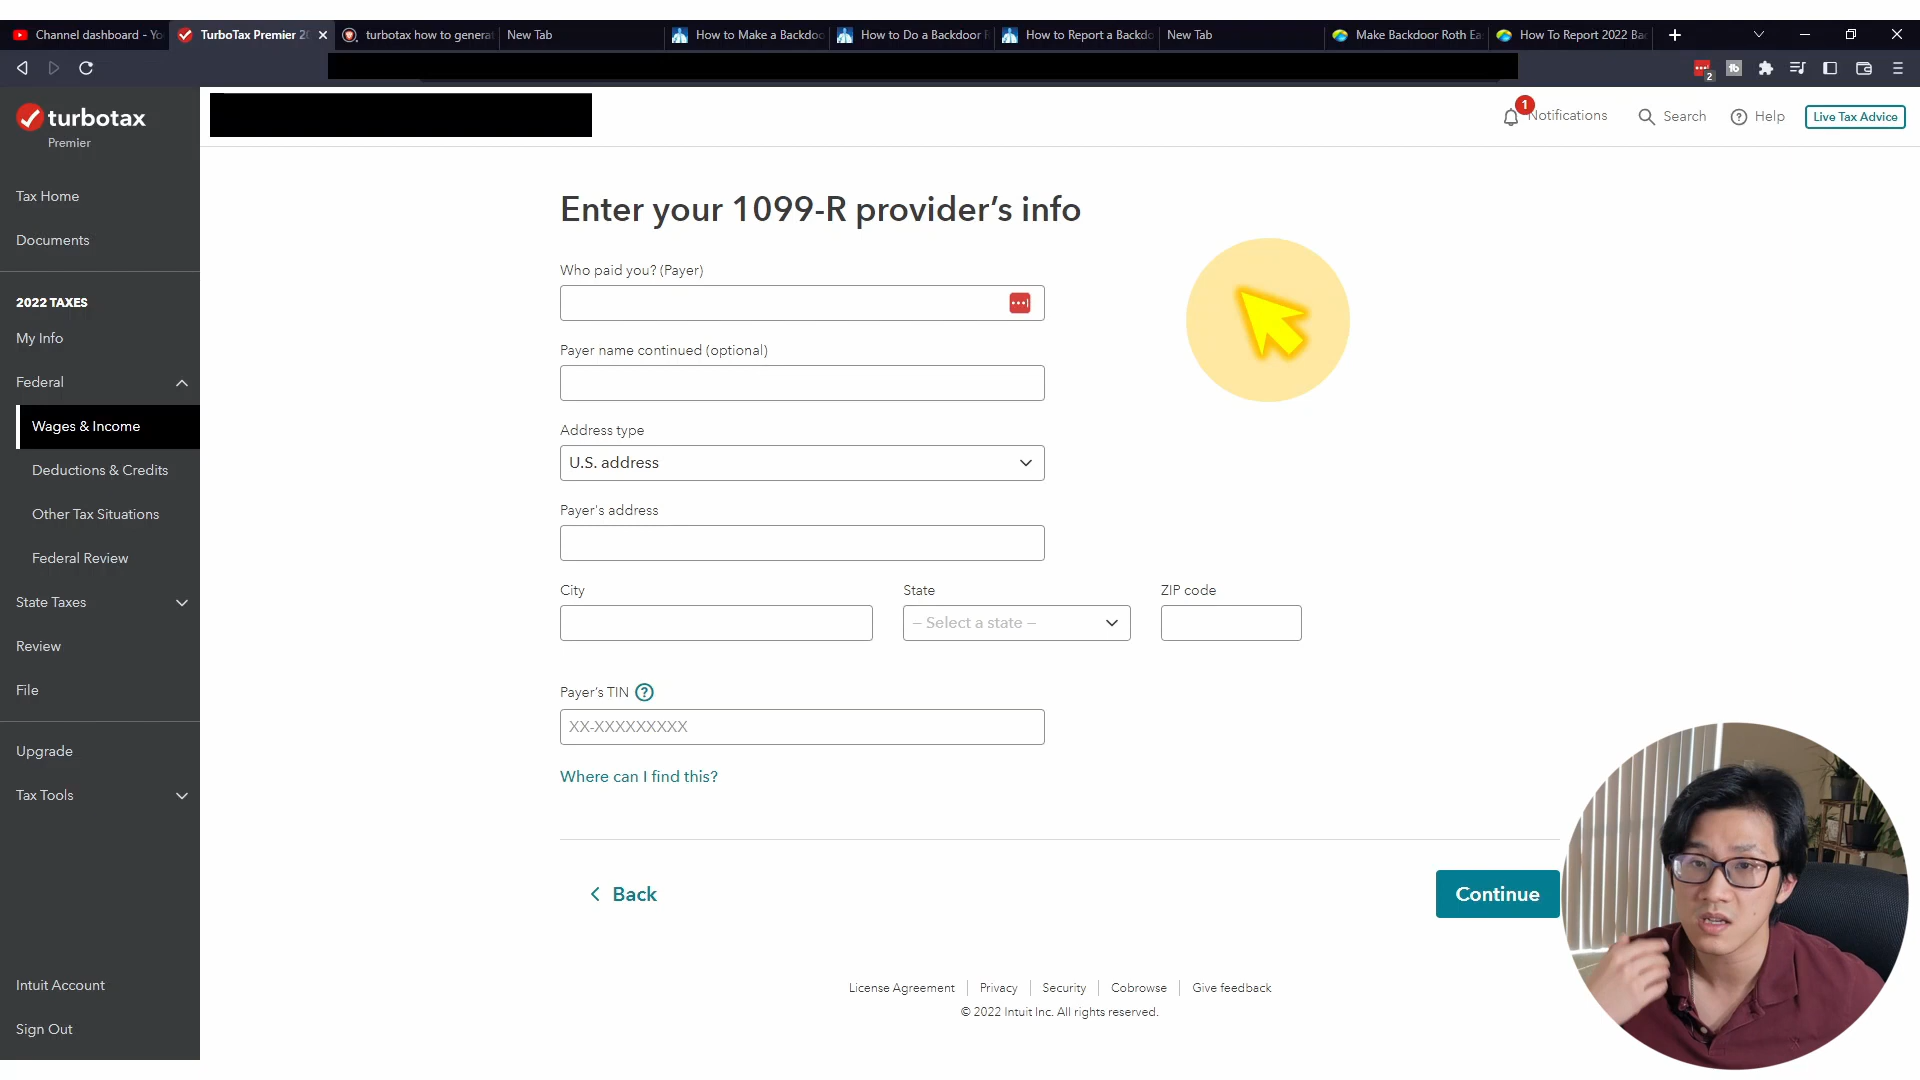 Channel dashboard - Yo
TurboTax Premier 20
turbotax how to generat
New Tab
How to Make a Backdoo
How to Do a Backdoor R
How to Report a Backdo
New Tab
Make Backdoor Roth Ea
How To Report 2022 Bac
2
turbotax
Premier
1
Notifications
Search
Help
Live Tax Advice
Tax Home
Documents
2022 TAXES
My Info
Federal
Wages & Income
Deductions & Credits
Other Tax Situations
Federal Review
State Taxes
Review
File
Upgrade
Tax Tools
Intuit Account
Sign Out
Enter your 1099-R provider's info
Who paid you? (Payer)
Payer name continued (optional)
Address type
U.S. address
Payer's address
City
State
ZIP code
– Select a state –
Payer's TIN
XX-XXXXXXXXX
Where can I find this?
Back
Continue
License Agreement
Privacy
Security
Cobrowse
Give feedback
© 2022 Intuit Inc. All rights reserved.